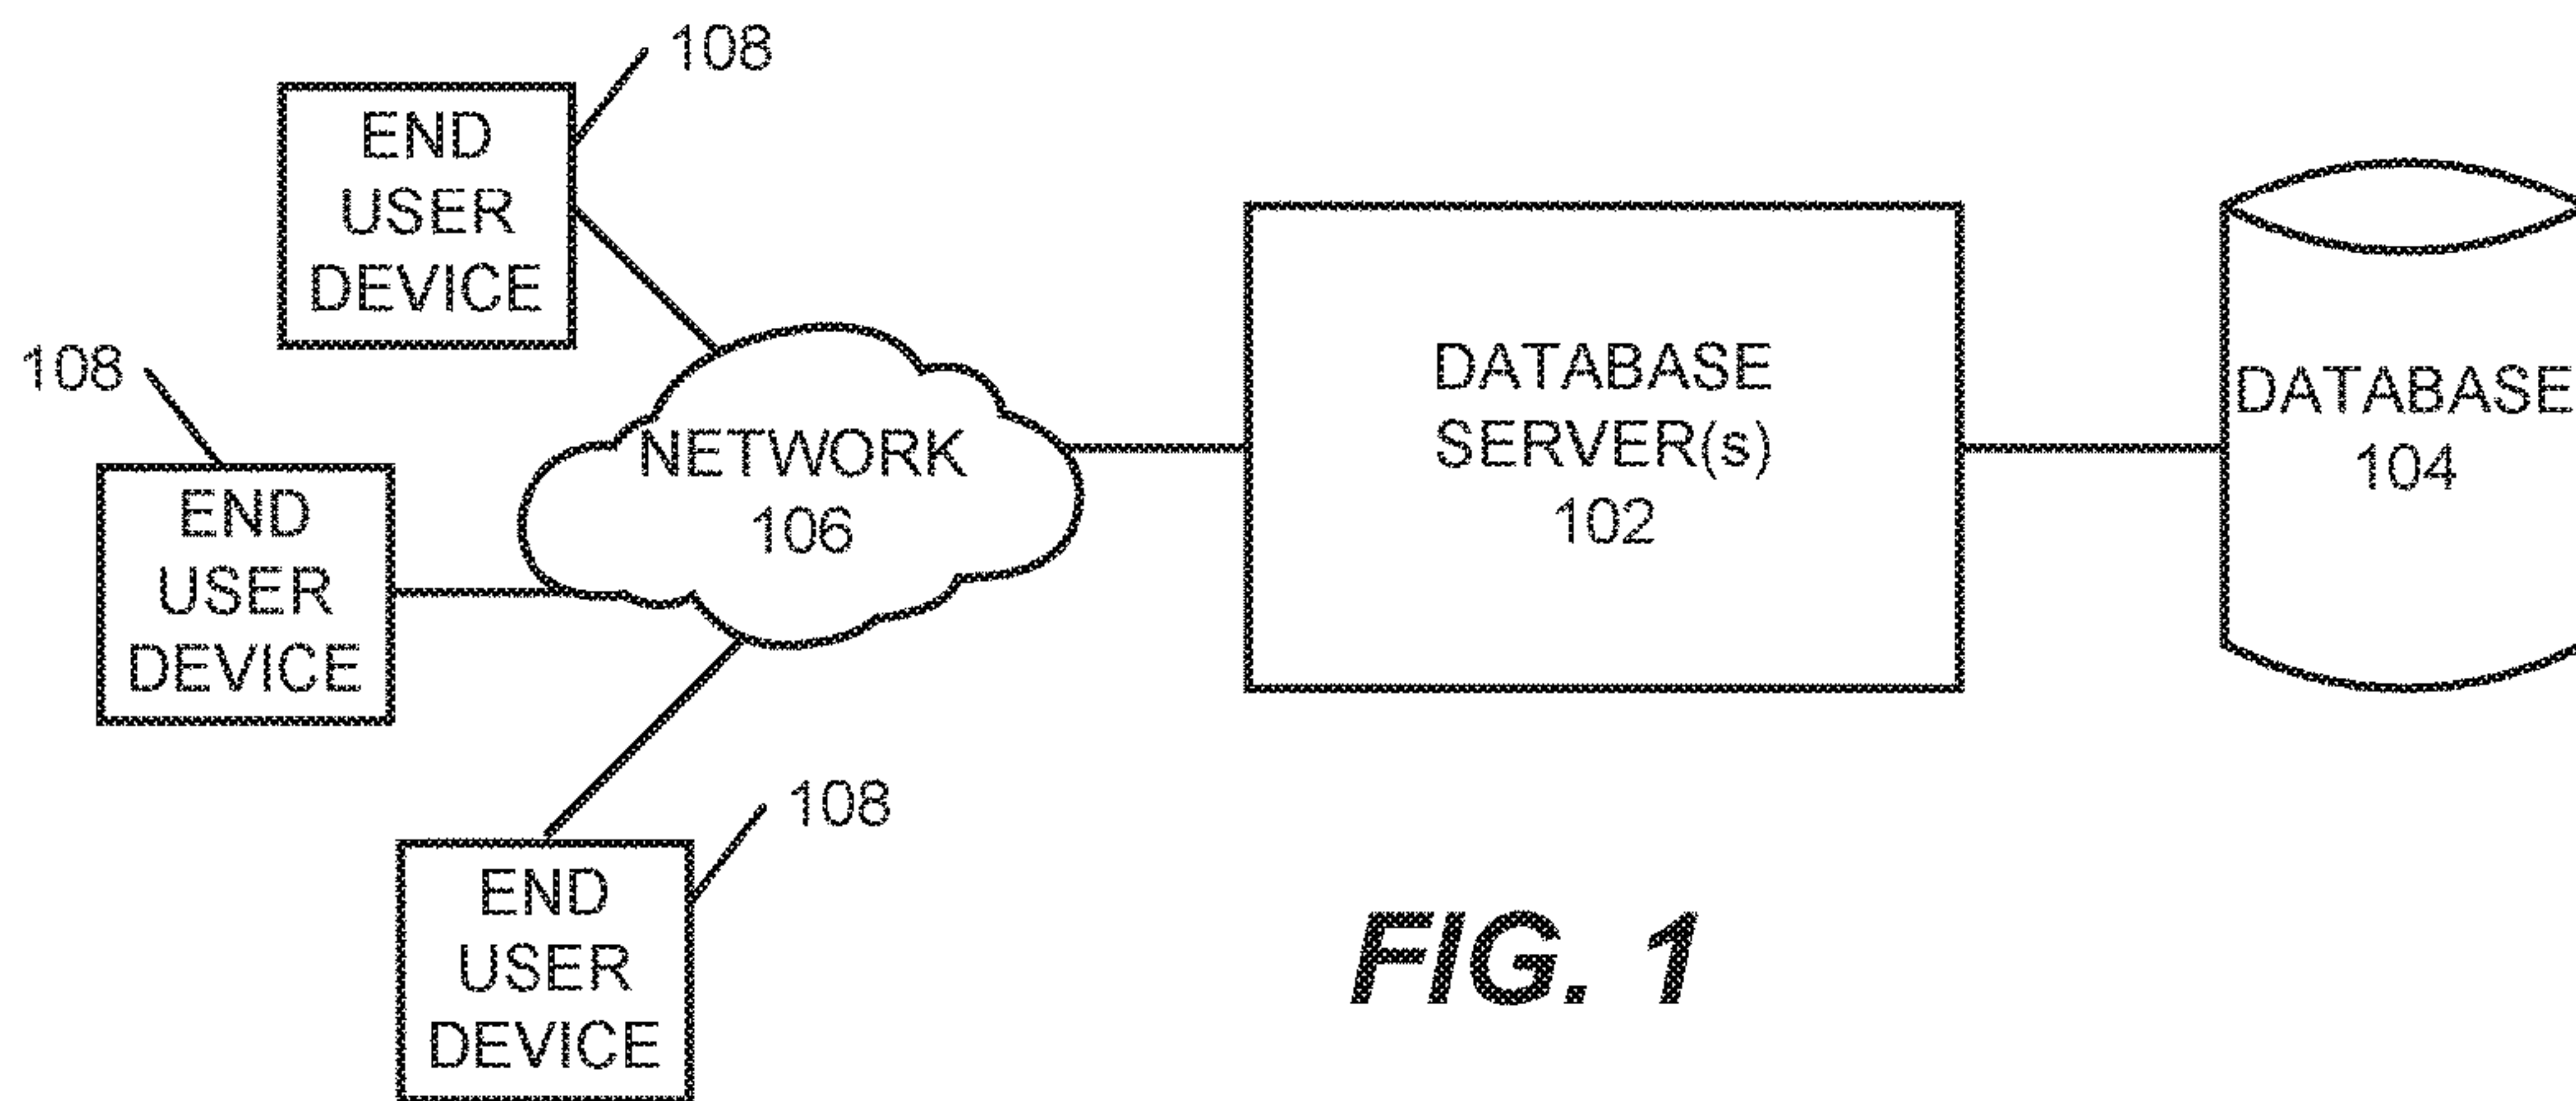 108
END
USER
DEVICE
108
END
USER
DEVICE
NETWORK
106
DATABASE
SERVER(s)
102
DATABASE
104
108
END
USER
DEVICE
FIG. 1